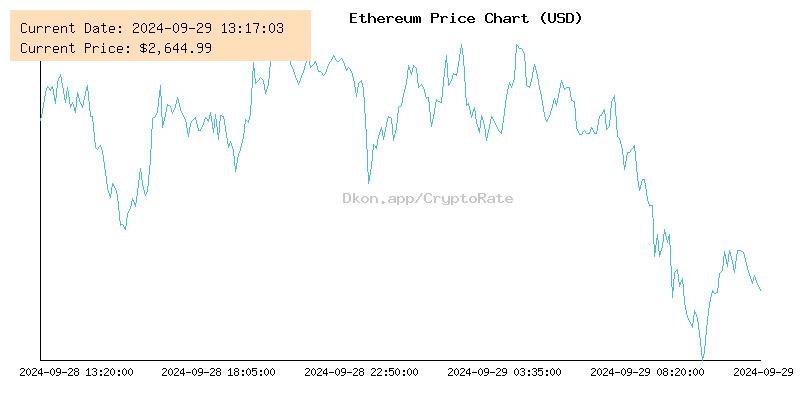 Ethereum Price Chart (USD)
Current Date: 2024-09-29 13:17:03
Current Price: $2,644.99
Dkon.app/CryptoRate
2024-09-28 13:20:00
2024-09-28 18:05:00
2024-09-28 22:50:00
2024-09-29 03:35:00
2024-09-29 08:20:00
2024-09-29